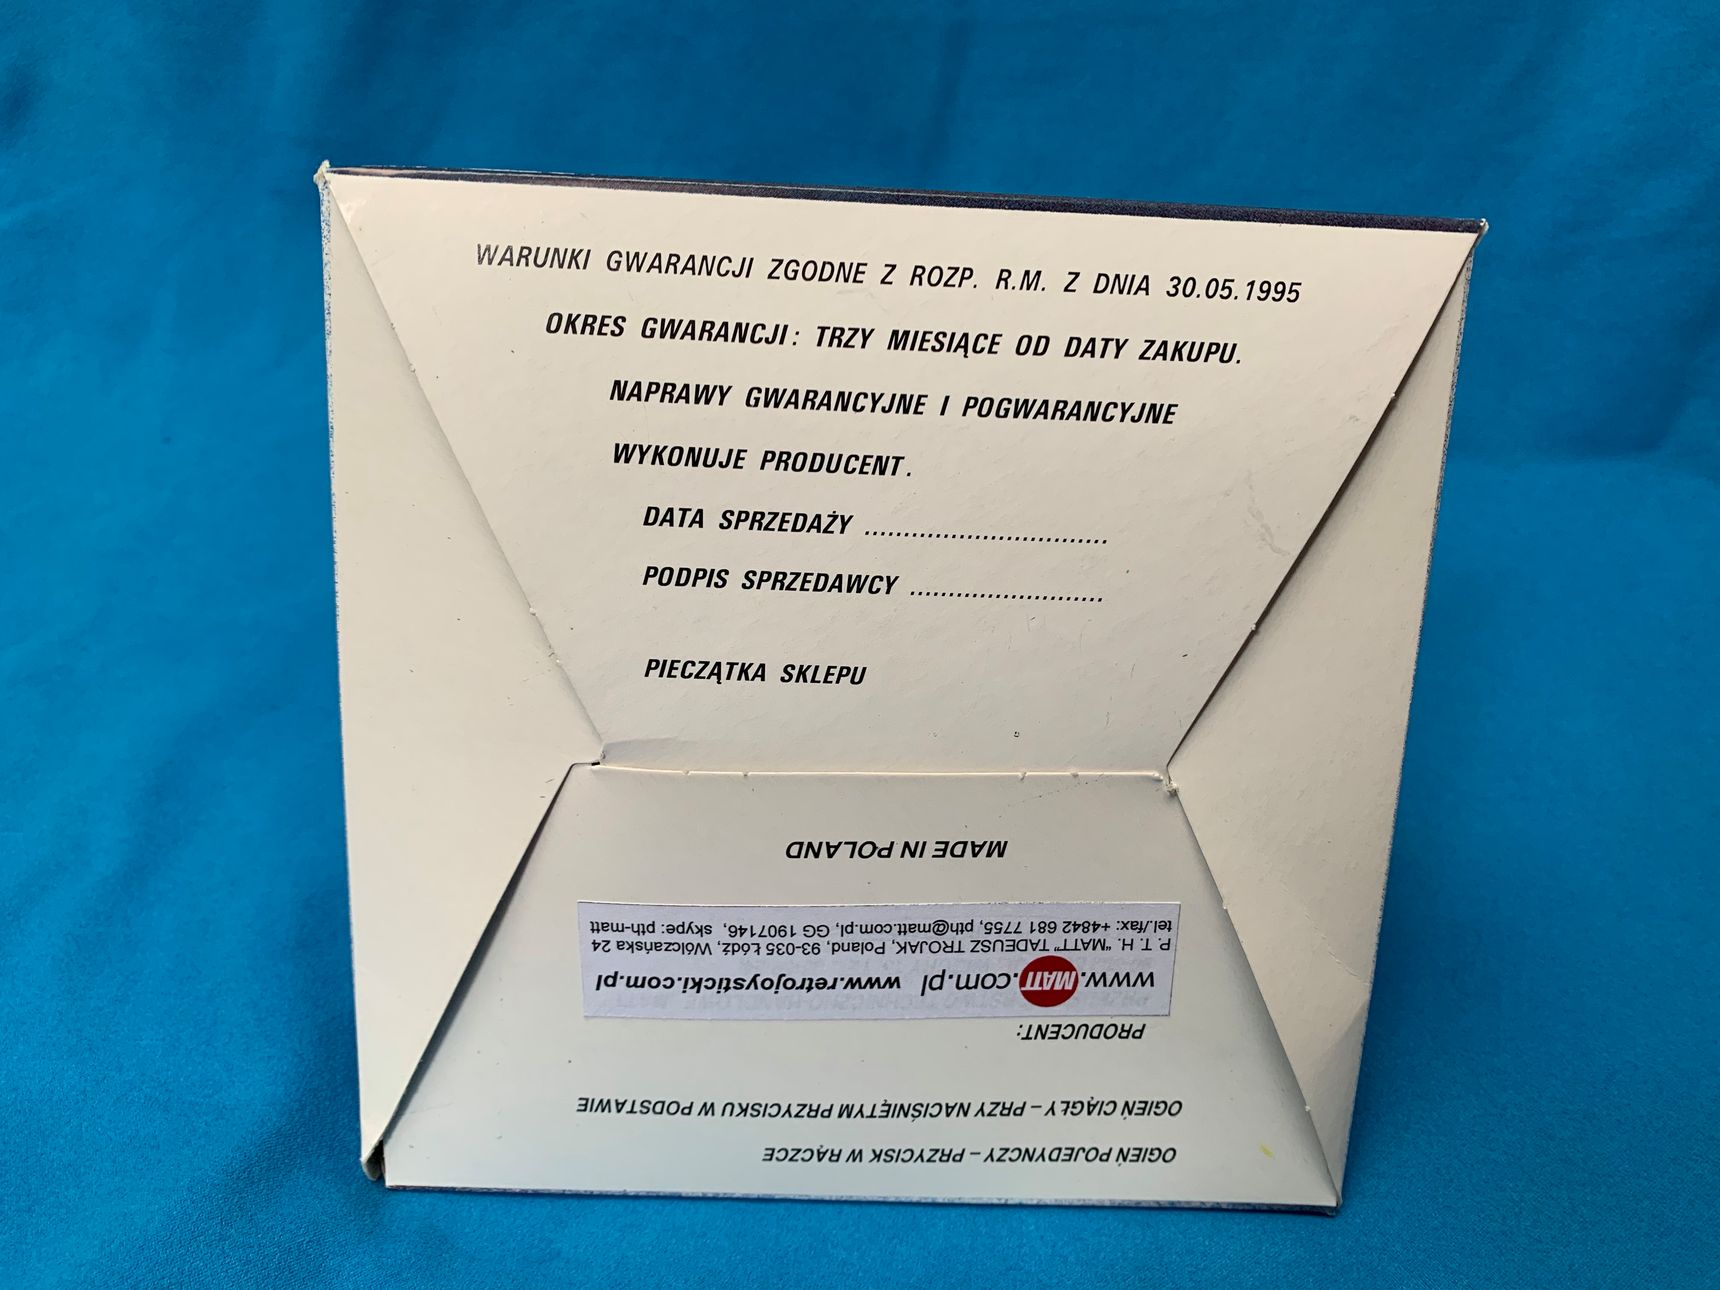 WARUNKI GWARANCJI ZGODNE Z ROZP. R.M. Z DNIA 30.05.1995
OKRES GWARANCJI: TRZY MIESIĄCE OD DATY ZAKUPU.
NAPRAWY GWARANCYJNE I POGWARANCYJNE
WYKONUJE PRODUCENT.
DATA SPRZEDAŻY ................................
PODPIS SPRZEDAWCY .........................
PIECZĄTKA SKLEPU
OGIEŃ POJEDYNCZY – PRZYCISK W RĄCZCE
OGIEŃ CIĄGŁY – PRZY NACIŚNIĘTYM PRZYCISKU W PODSTAWIE
PRODUCENT:
www.MATT.com.pl www.retrojoysticki.com.pl
P. T. H. "MATT" TADEUSZ TROJAK, Poland, 93-035 Łódź, Wólczańska 24
tel./fax: +4842 681 7755, pth@matt.com.pl, GG 1907146, skype: pth-matt
MADE IN POLAND